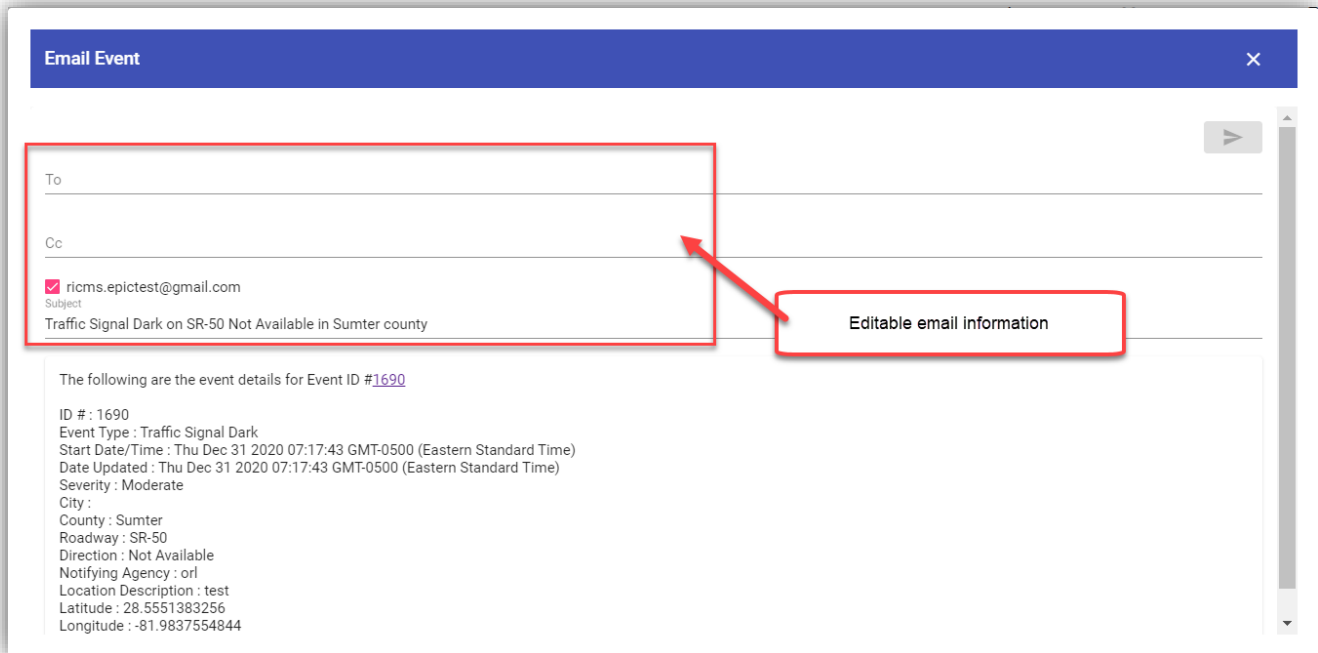 Email Event
To
Cc
ricms.epictest@gmail.com
Subject
Traffic Signal Dark on SR-50 Not Available in Sumter county
Editable email information
The following are the event details for Event ID #1690
ID # : 1690
Event Type : Traffic Signal Dark
Start Date/Time : Thu Dec 31 2020 07:17:43 GMT-0500 (Eastern Standard Time)
Date Updated : Thu Dec 31 2020 07:17:43 GMT-0500 (Eastern Standard Time)
Severity : Moderate
City :
County : Sumter
Roadway : SR-50
Direction : Not Available
Notifying Agency : orl
Location Description : test
Latitude : 28.5551383256
Longitude : -81.9837554844